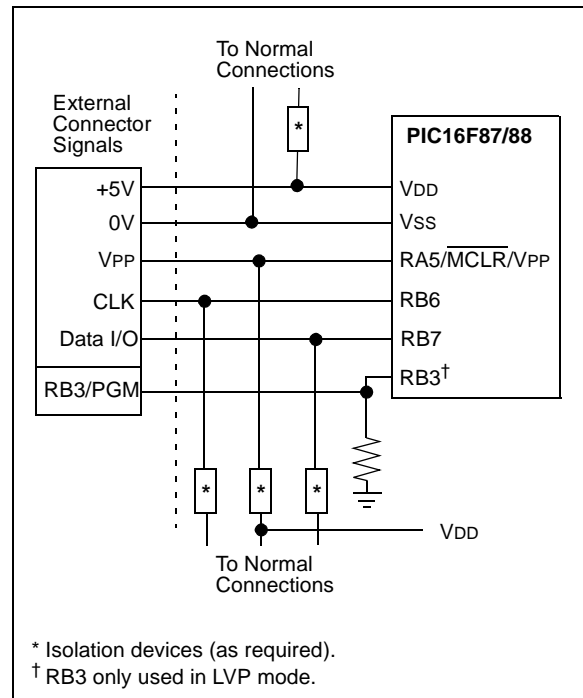 To Normal
Connections
External
Connector
Signals
*
PIC16F87/88
+5V
VDD
0V
VSS
VPP
RA5/MCLR/VPP
CLK
RB6
Data I/O
RB7
RB3†
RB3/PGM
* * *
VDD
To Normal
Connections
* Isolation devices (as required).
† RB3 only used in LVP mode.